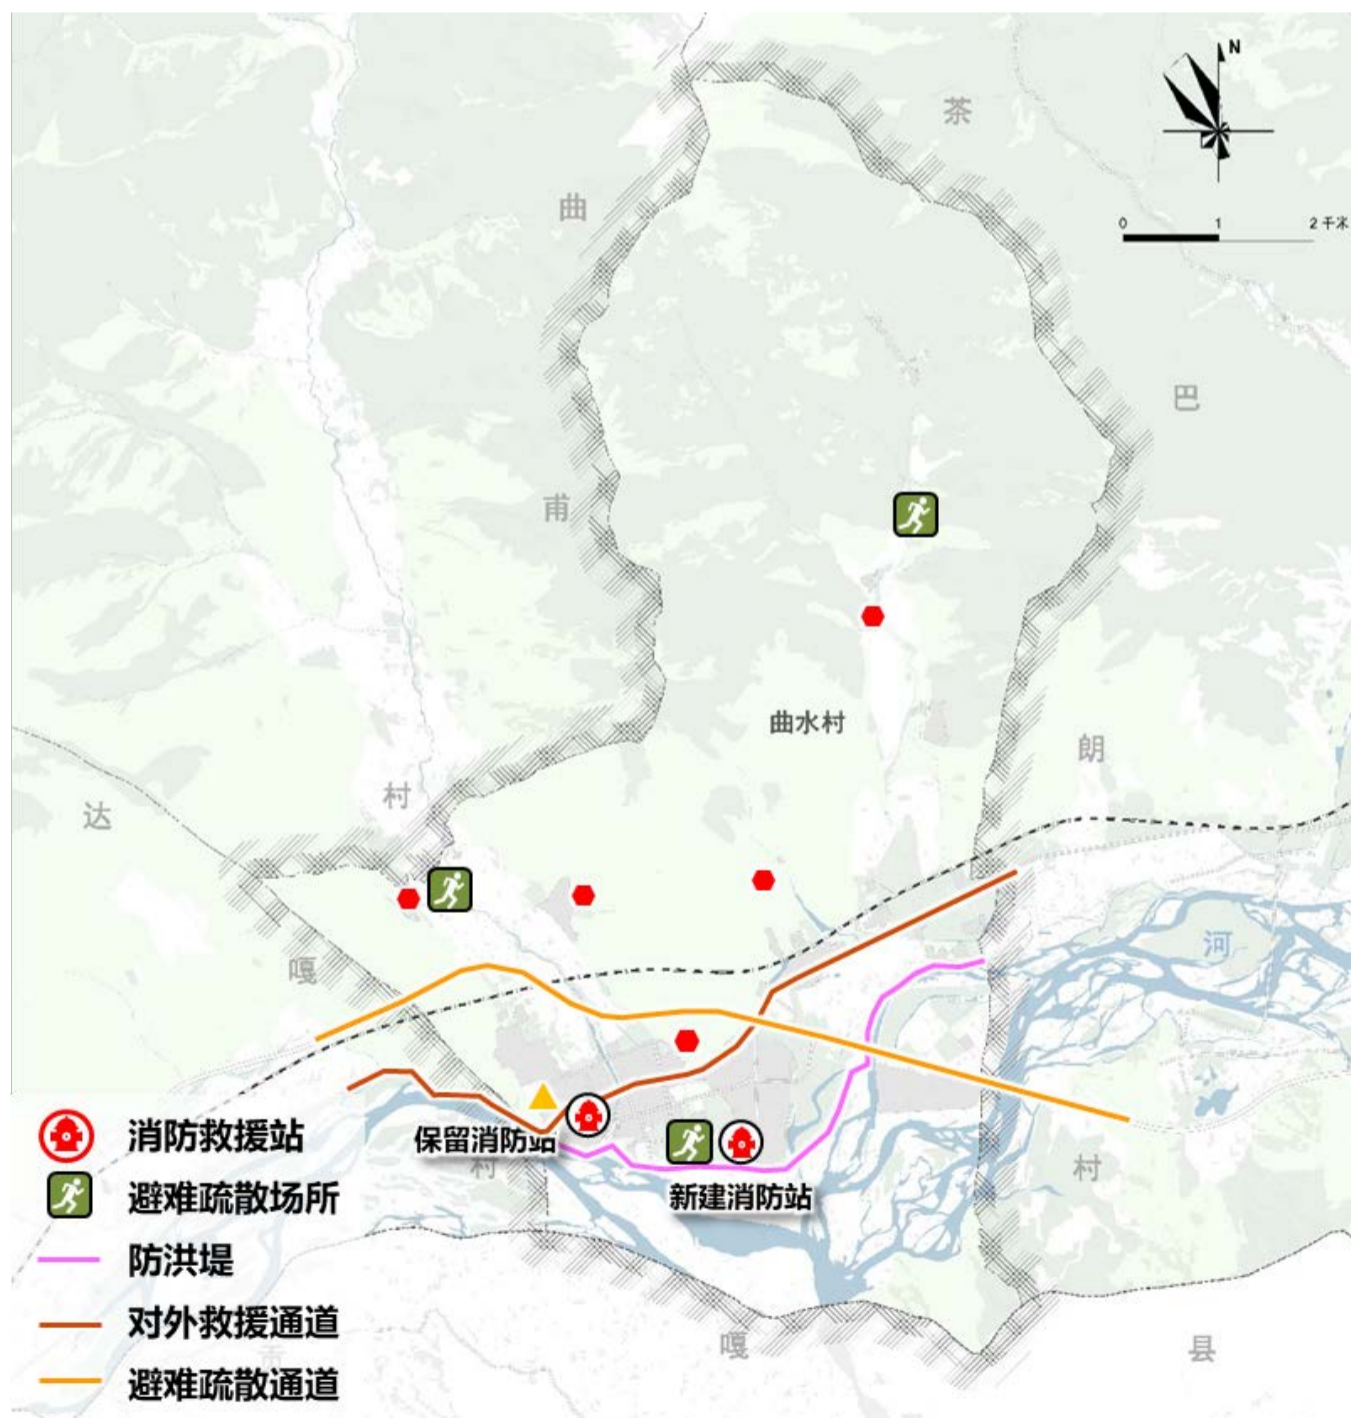 N
茶
0 1 2 千米
曲
巴
甫
曲水村
朗
村
达
河
嘎
保留消防站
村
村
新建消防站
嘎
县
消防救援站
避难疏散场所
防洪堤
对外救援通道
避难疏散通道